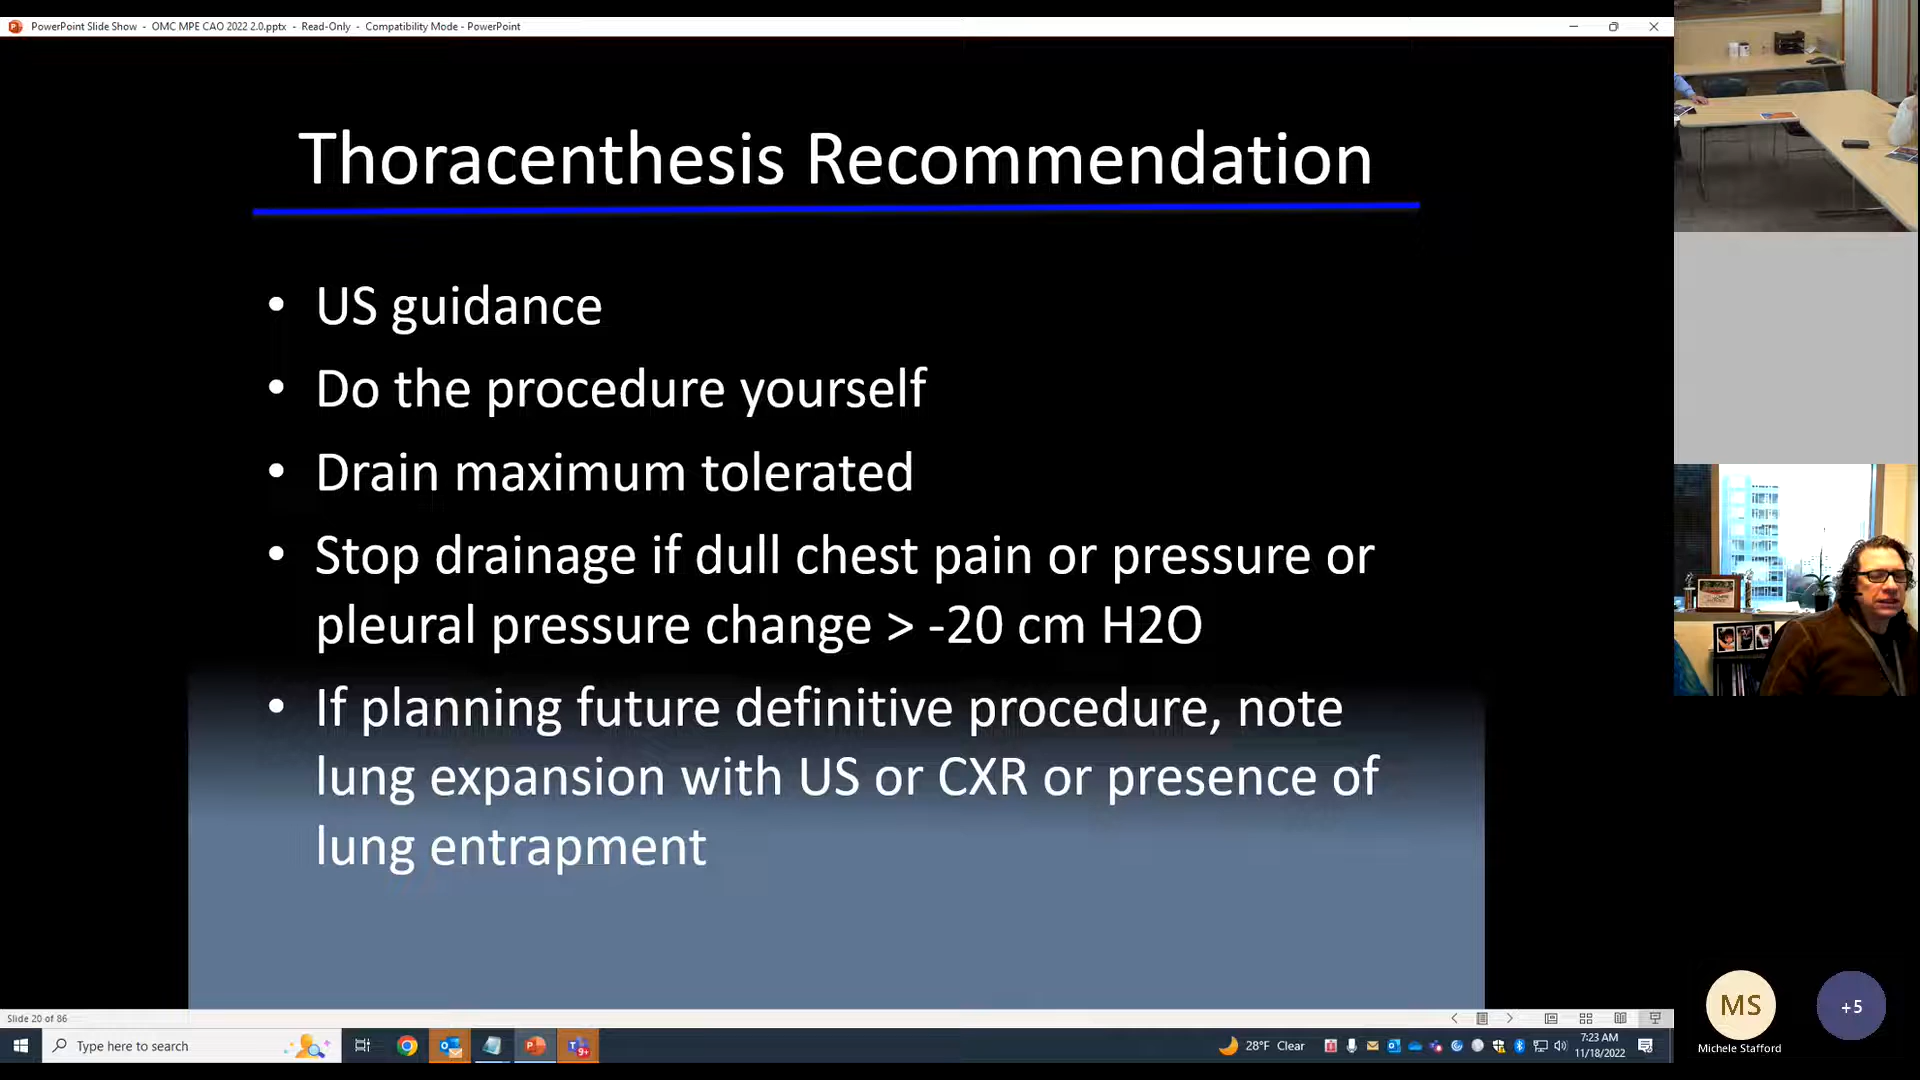 PowerPoint Slide Show - OMC MPE CAO 2022 2.0.pptx - Read-Only - Compatibility Mode - PowerPoint
Thoracenthesis Recommendation
• US guidance
• Do the procedure yourself
• Drain maximum tolerated
• Stop drainage if dull chest pain or pressure or
pleural pressure change > -20 cm H2O
• If planning future definitive procedure, note
lung expansion with US or CXR or presence of
lung entrapment
Slide 20 of 86
Type here to search
9+
28°F Clear
7:23 AM
11/18/2022
MS
Michele Stafford
+5